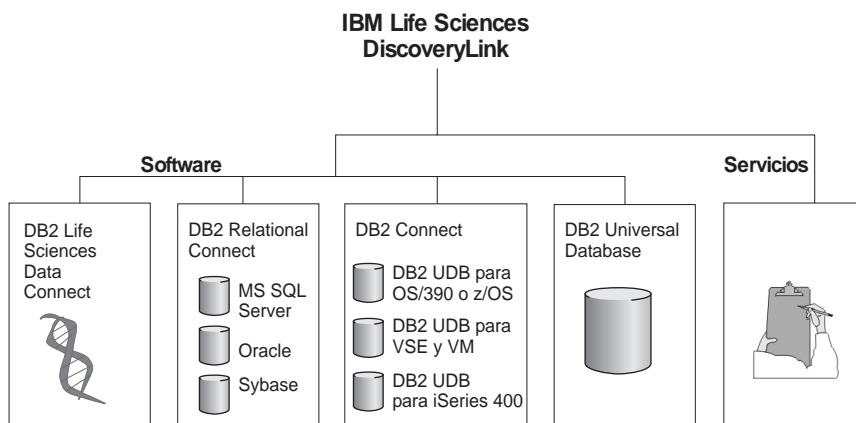 IBM Life Sciences
DiscoveryLink
Software
Servicios
DB2 Life
Sciences
Data
Connect
DB2 Relational
Connect
MS SQL
Server
Oracle
Sybase
DB2 Connect
DB2 UDB para
OS/390 o z/OS
DB2 UDB para
VSE y VM
DB2 UDB
para iSeries 400
DB2 Universal
Database